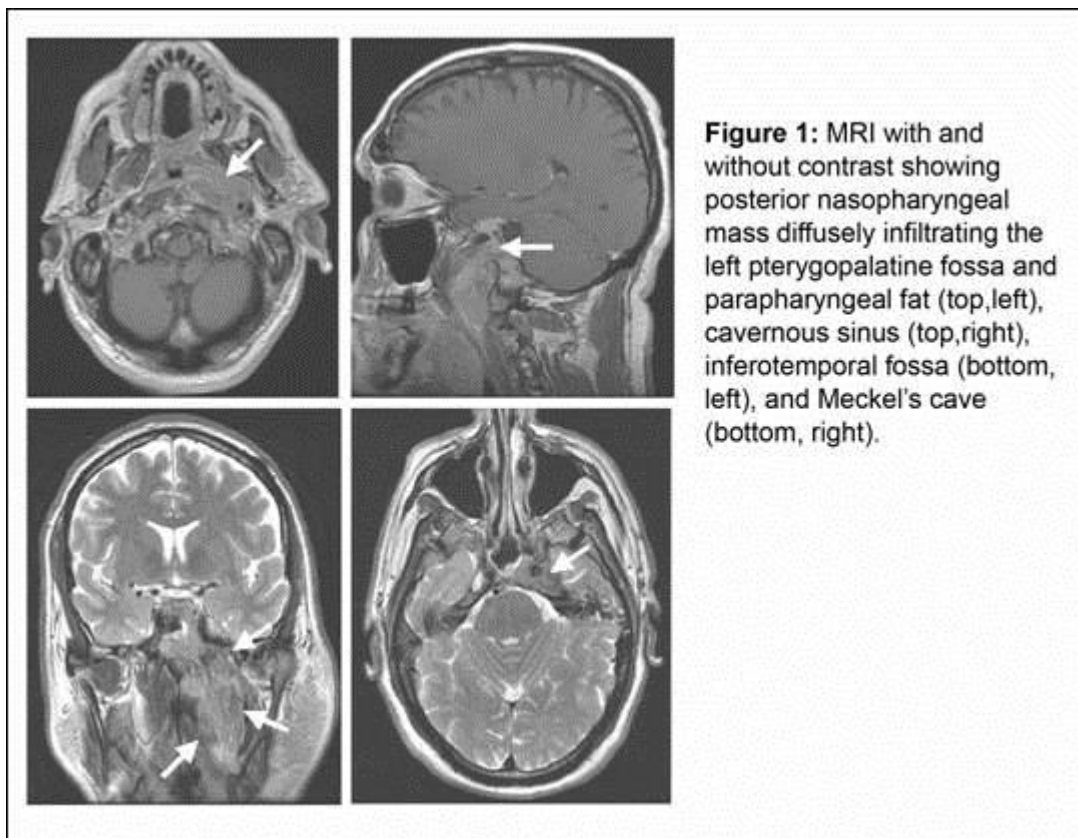 Figure 1: MRI with and
without contrast showing
posterior nasopharyngeal
mass diffusely infiltrating the
left pterygopalatine fossa and
parapharyngeal fat (top,left),
cavernous sinus (top,right),
inferotemporal fossa (bottom,
left), and Meckel's cave
(bottom, right).